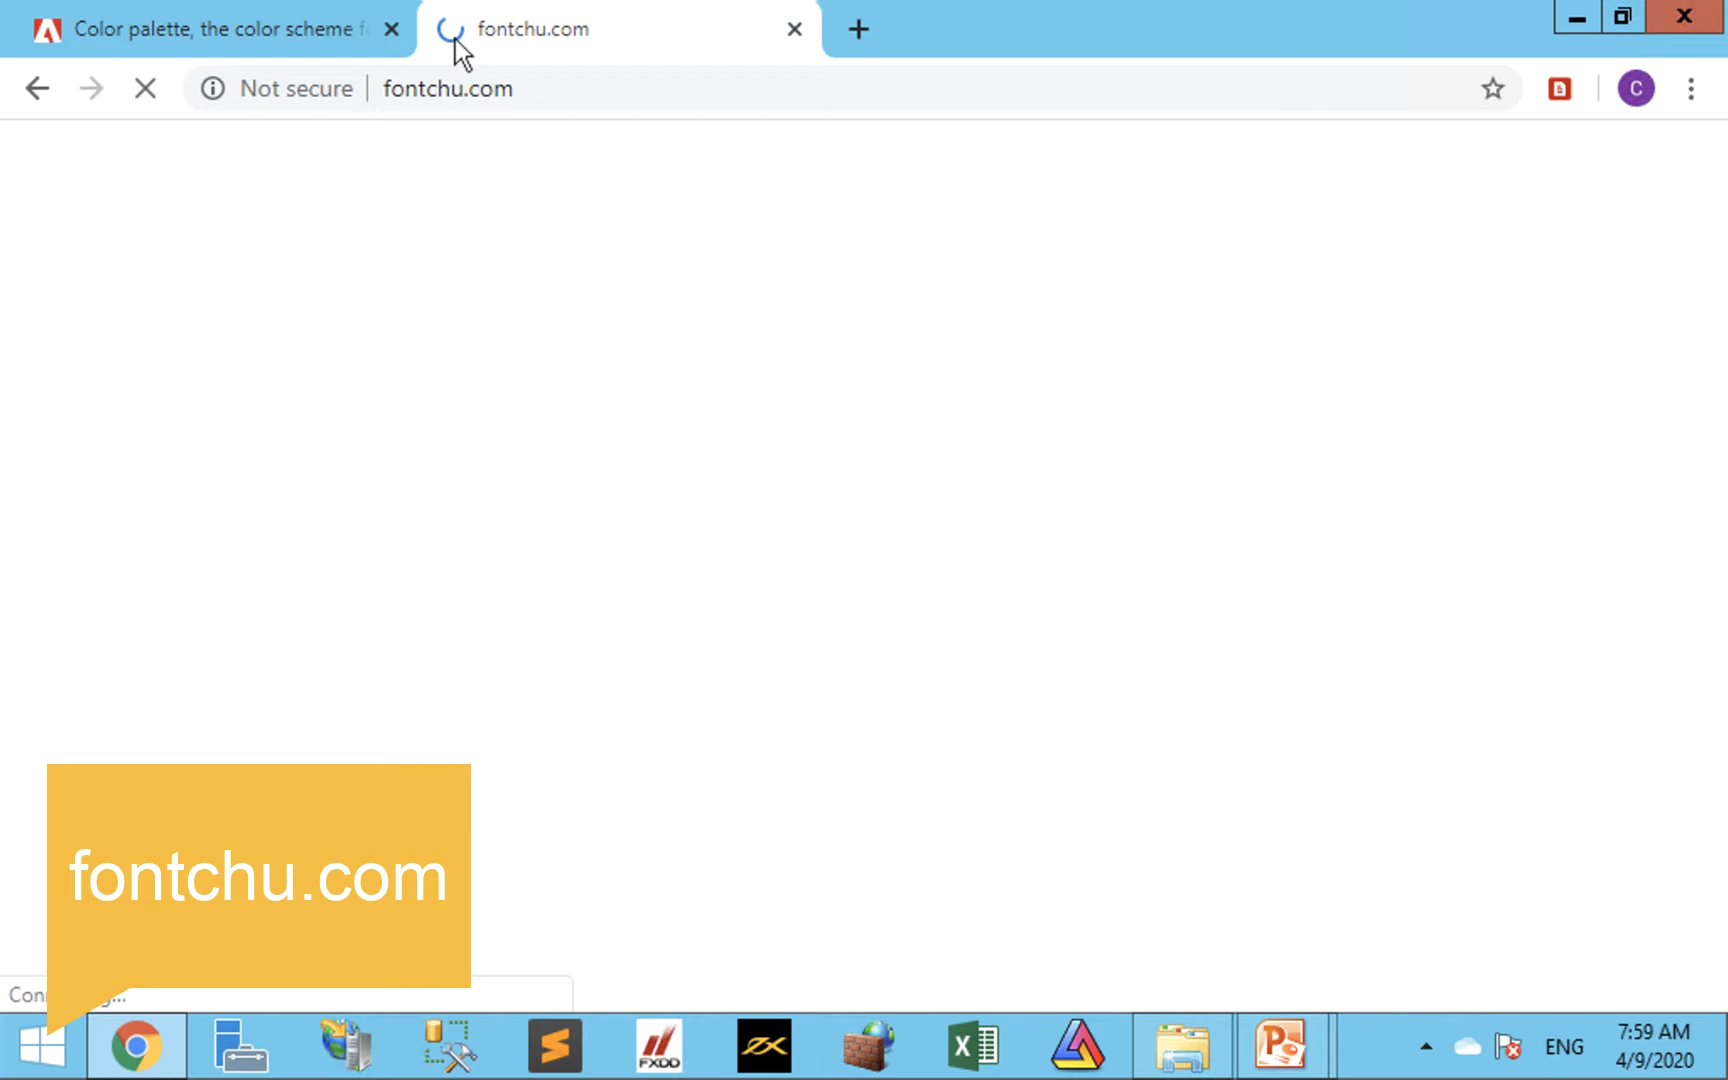 Color palette, the color scheme f
fontchu.com
Not secure
fontchu.com
C
fontchu.com
FXDD
ENG
7:59 AM
4/9/2020